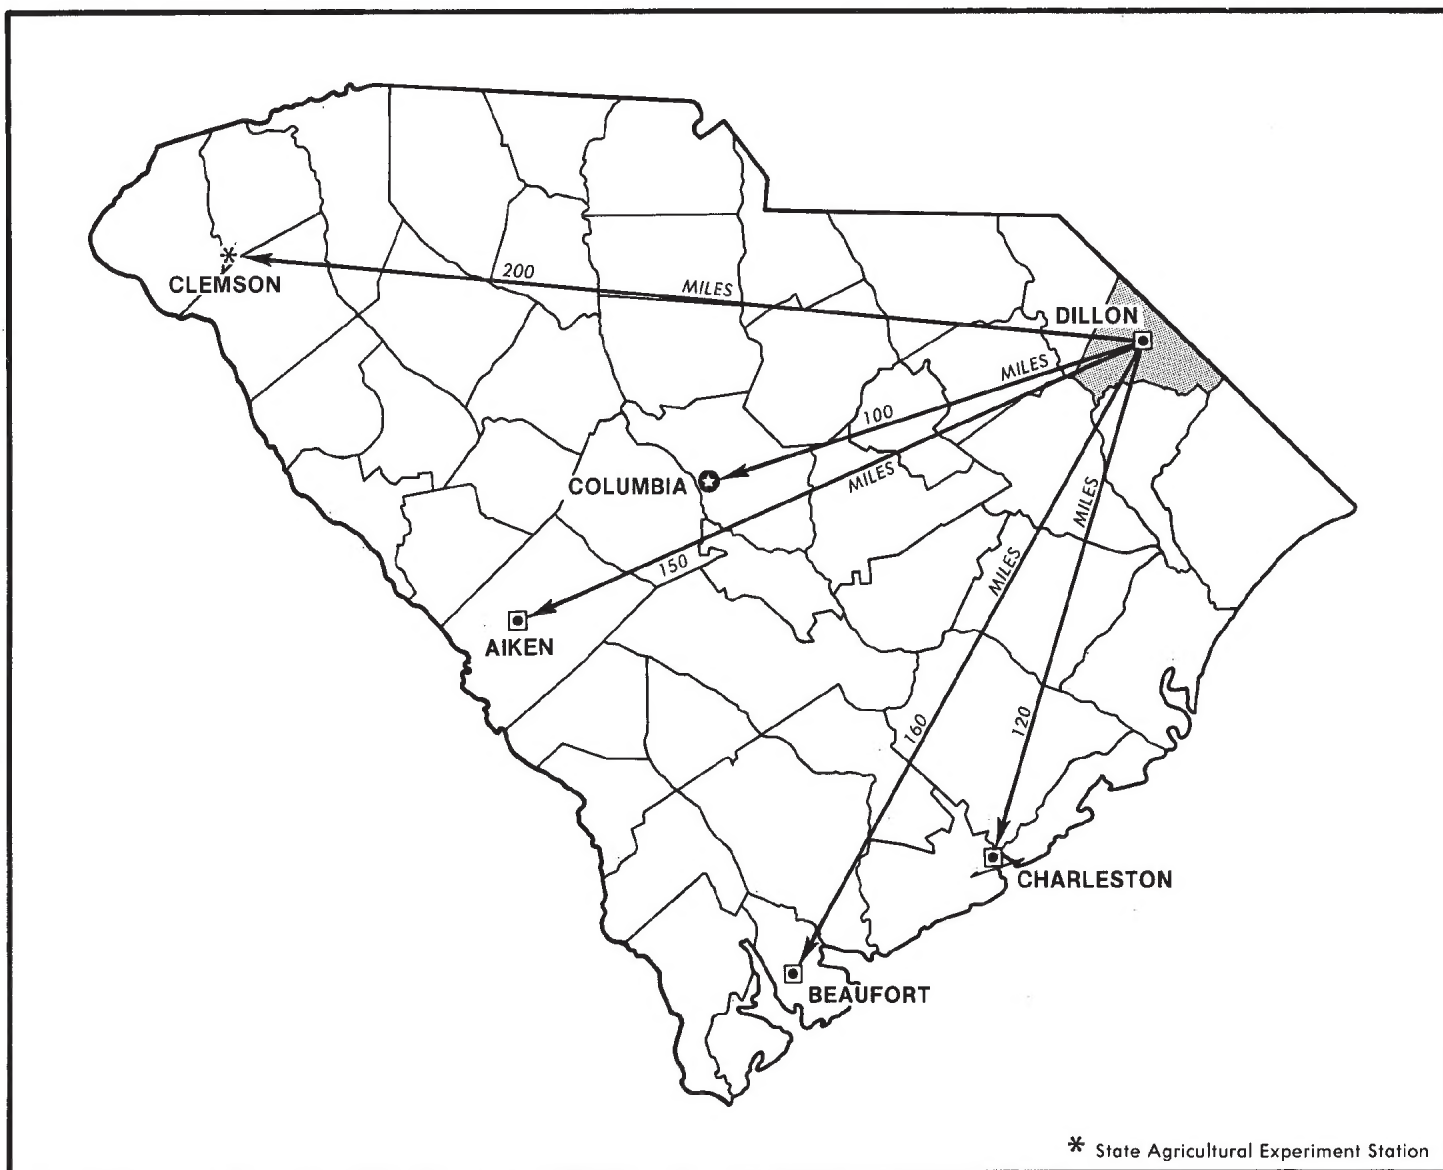 CLEMSON
200 MILES
DILLON
MILES
100
COLUMBIA
MILES
150
AIKEN
MILES
160
MILES
120
CHARLESTON
BEAUFORT
* State Agricultural Experiment Station